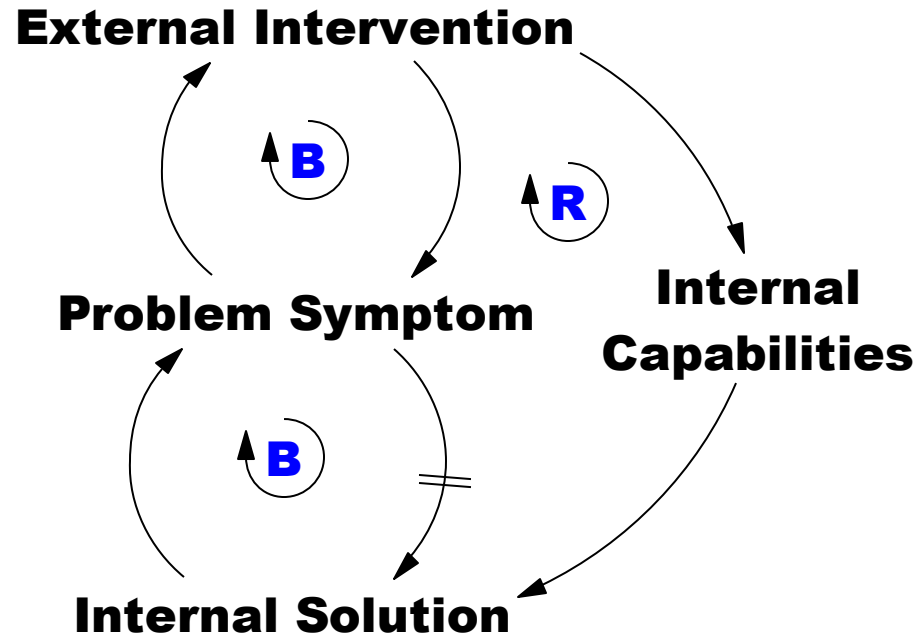 External Intervention
B
R
Internal
Capabilities
Problem Symptom
B
Internal Solution